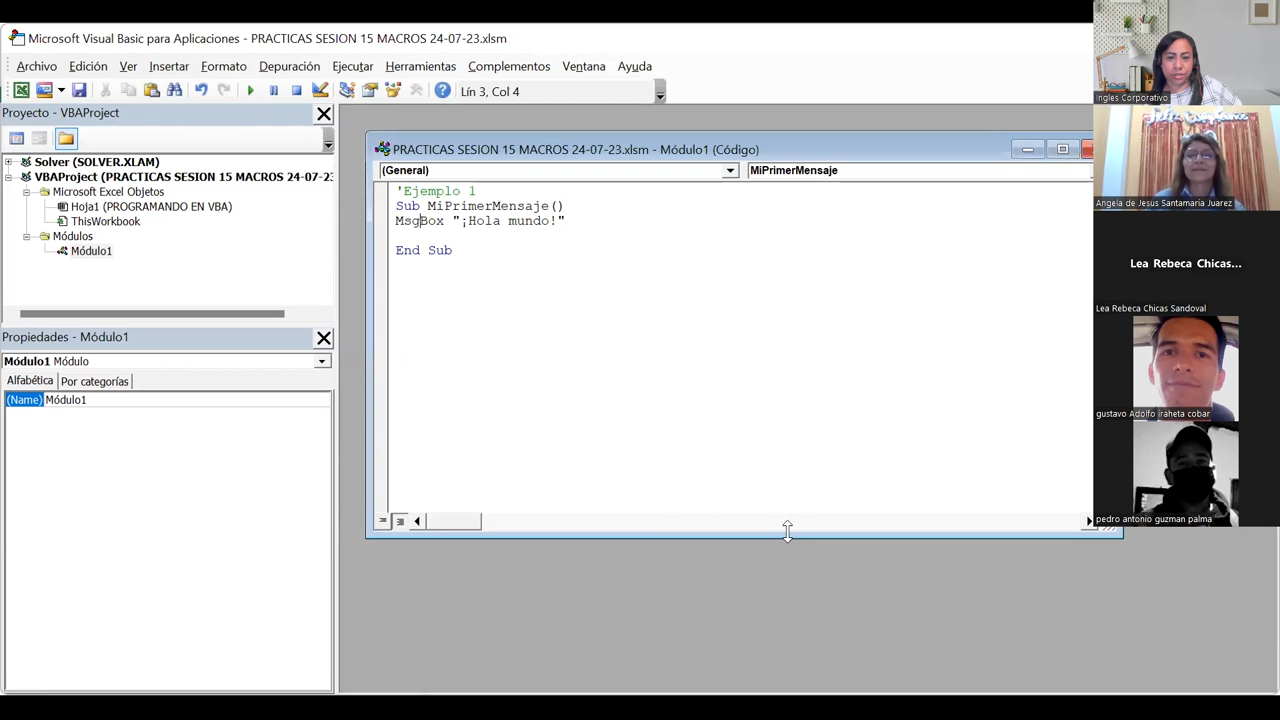 Microsoft Visual Basic para Aplicaciones - PRACTICAS SESION 15 MACROS 24-07-23.xlsm
Archivo Edición Ver Insertar Formato Depuración Ejecutar Herramientas Complementos Ventana Ayuda
Lín 3, Col 4
Proyecto - VBAProject
Solver (SOLVER.XLAM)
VBAProject (PRACTICAS SESION 15 MACROS 24-07-23
Microsoft Excel Objetos
Hoja1 (PROGRAMANDO EN VBA)
ThisWorkbook
Módulos
Módulo1
Propiedades - Módulo1
Módulo1 Módulo
Alfabética Por categorías
(Name) Módulo1
PRACTICAS SESION 15 MACROS 24-07-23.xlsm - Módulo1 (Código)
(General) MiPrimerMensaje
'Ejemplo 1
Sub MiPrimerMensaje()
MsgBox "¡Hola mundo!"
End Sub
Ingles Corporativo
Angela de Jesus Santamaria Juarez
Lea Rebeca Chicas...
Lea Rebeca Chicas Sandoval
gustavo Adolfo iraheta cobar
pedro antonio guzman palma